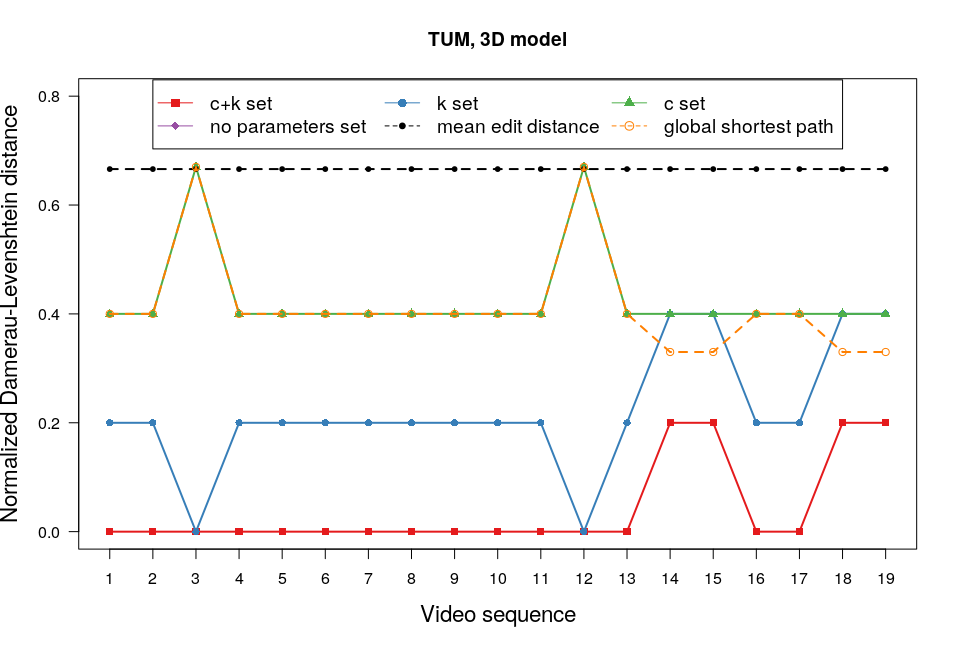 TUM, 3D model
c+k set k set c set
no parameters set mean edit distance global shortest path
Normalized Damerau-Levenshtein distance
0.8
0.6
0.4
0.2
0.0
1 2 3 4 5 6 7 8 9 10 11 12 13 14 15 16 17 18 19
Video sequence